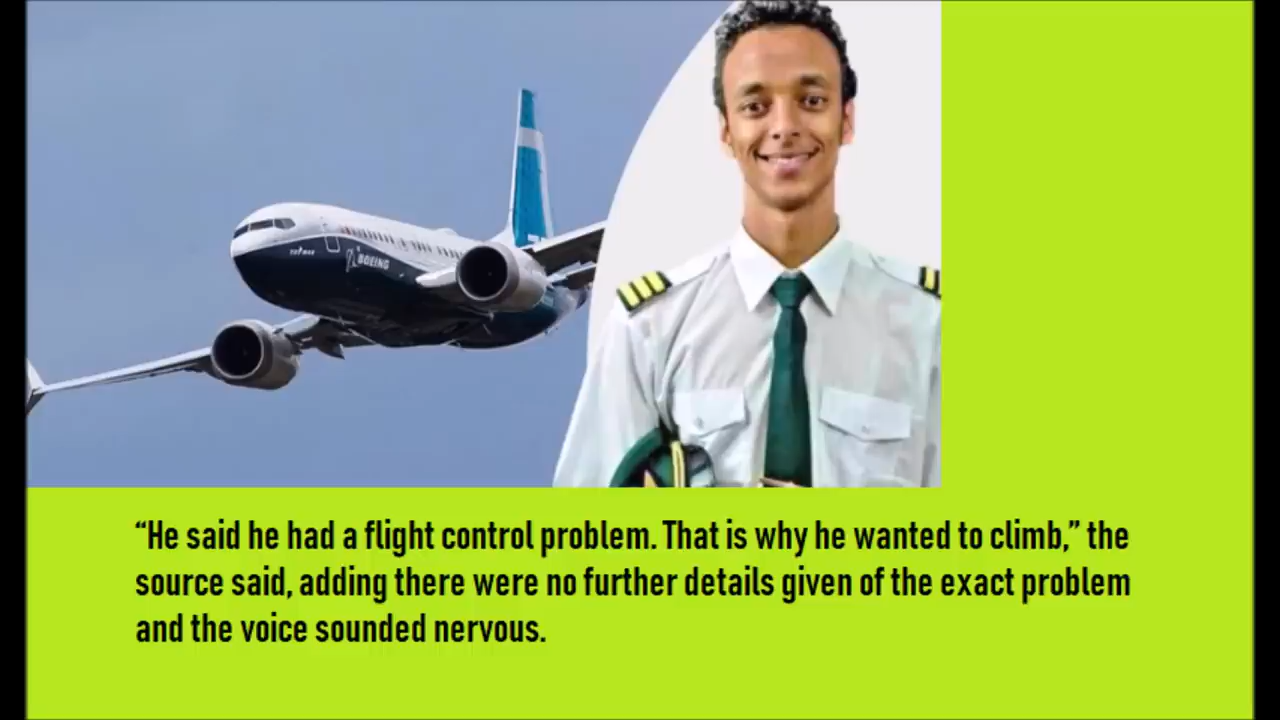 BOEING
“He said he had a flight control problem. That is why he wanted to climb,” the
source said, adding there were no further details given of the exact problem
and the voice sounded nervous.